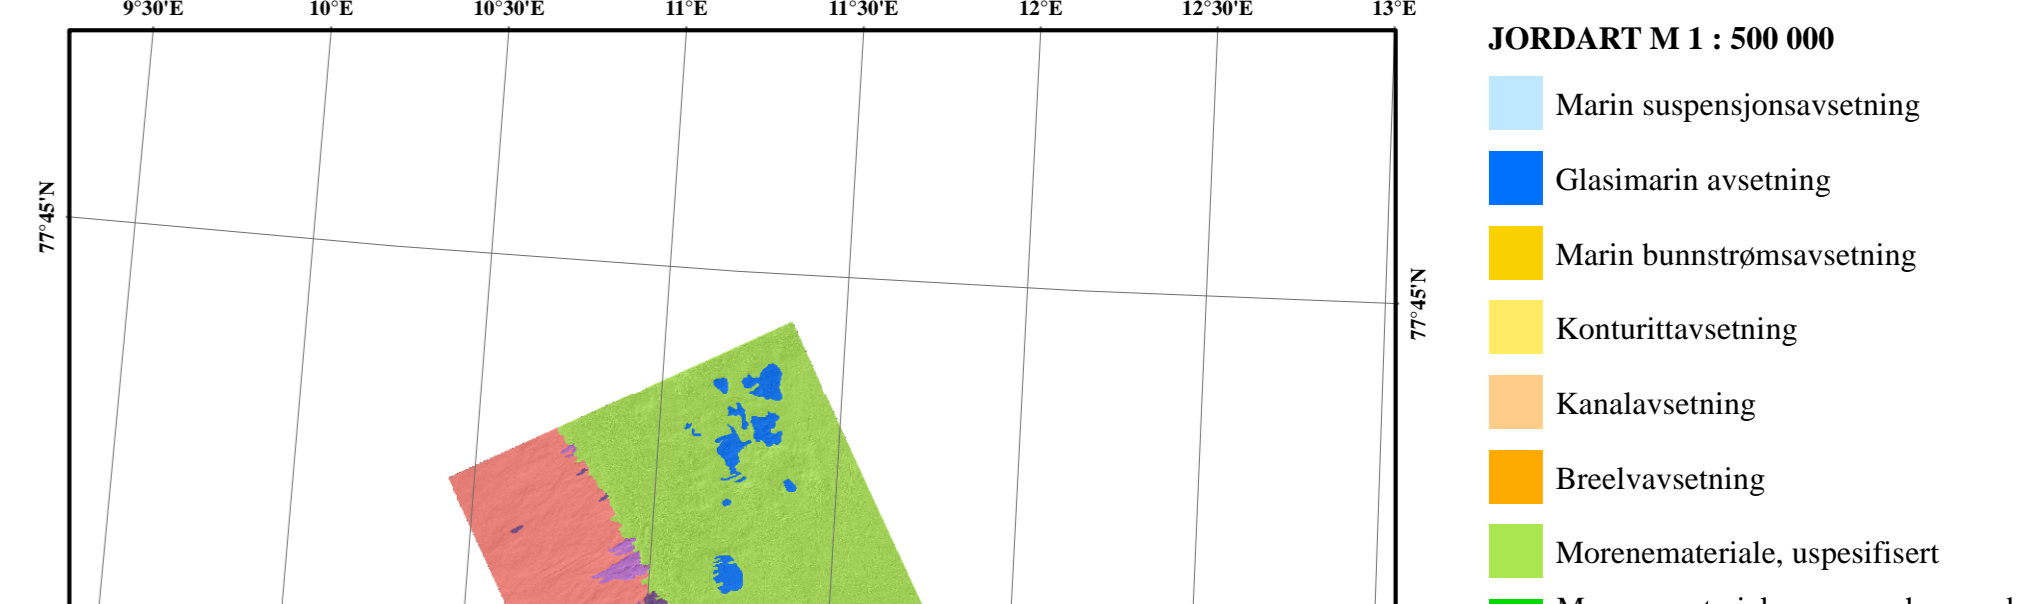 9°30'E 10°E 10°30'E 11°E 11°30'E 12°E 12°30'E 13°E
77°45'N
77°45'N
JORDART M 1 : 500 000
Marin suspensjonsavsetning
Glasimarin avsetning
Marin bunnstrømsavsetning
Konturittavsetning
Kanalavsetning
Breelvavsetning
Morenemateriale, uspesifisert